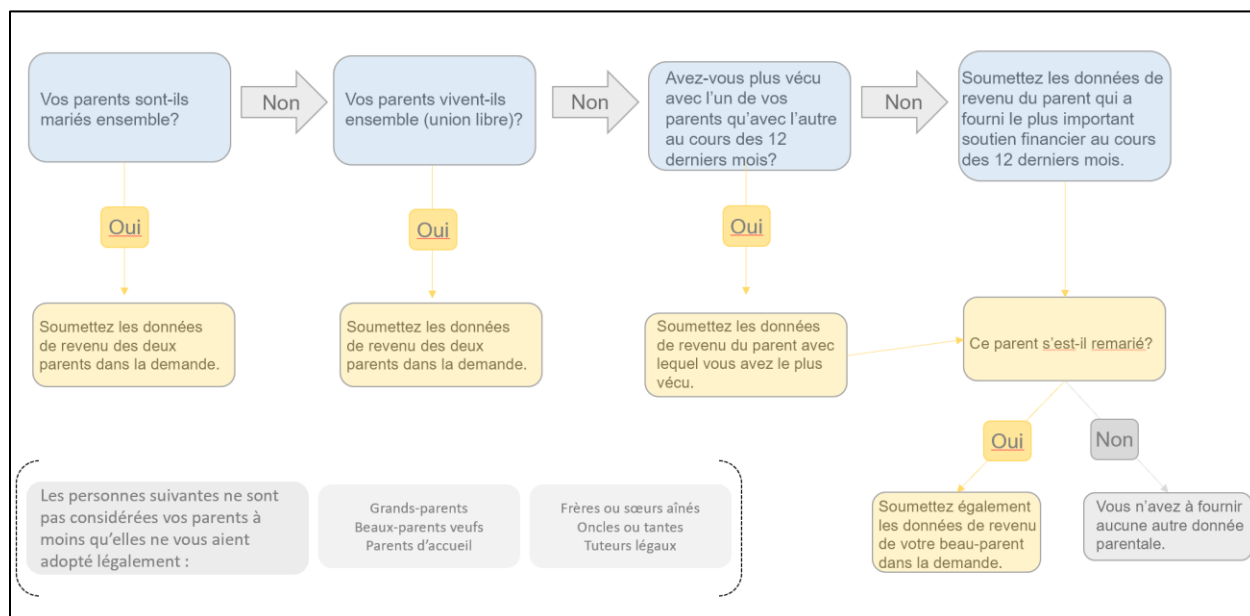 Vos parents sont-ils
mariés ensemble?
Non
Vos parents vivent-ils
ensemble (union libre)?
Non
Avez-vous plus vécu
avec l’un de vos
parents qu’avec l’autre
au cours des 12
derniers mois?
Non
Soumettez les données de
revenu du parent qui a
fourni le plus important
soutien financier au cours
des 12 derniers mois.
Oui
Oui
Oui
Soumettez les données
de revenu des deux
parents dans la demande.
Soumettez les données
de revenu des deux
parents dans la demande.
Soumettez les données
de revenu du parent avec
lequel vous avez le plus
vécu.
Ce parent s’est-il remarié?
Oui
Non
Soumettez également
les données de revenu
de votre beau-parent
dans la demande.
Vous n’avez à fournir
aucune autre donnée
parentale.
Les personnes suivantes ne sont
pas considérées vos parents à
moins qu’elles ne vous aient
adopté légalement :
Grands-parents
Beaux-parents veufs
Parents d’accueil
Frères ou sœurs aînés
Oncles ou tantes
Tuteurs légaux